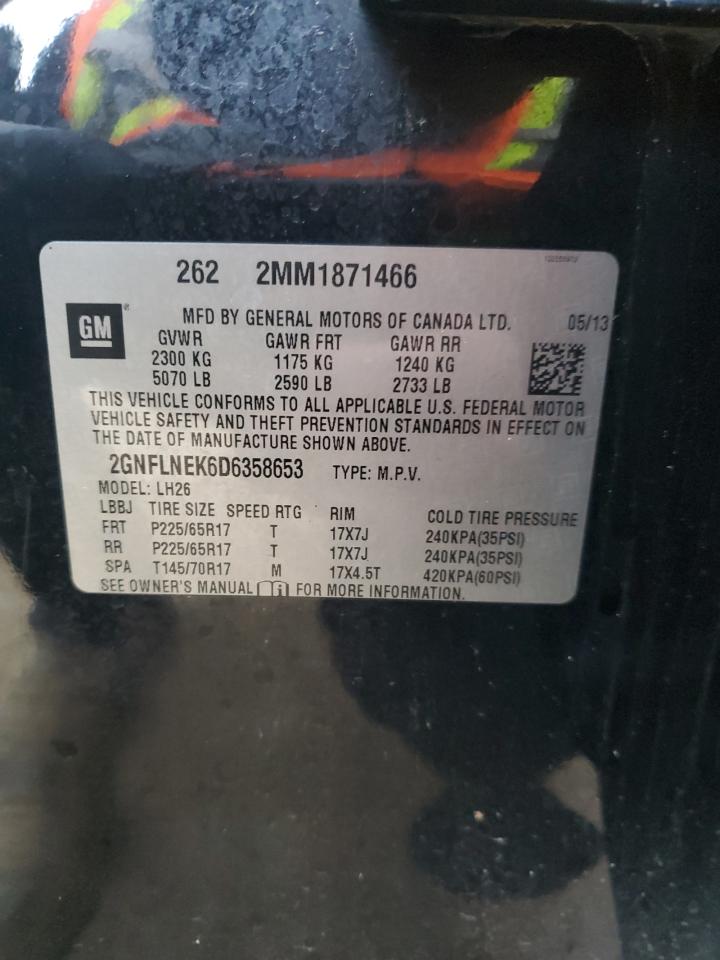 262 2MM1871466
GM ®
MFD BY GENERAL MOTORS OF CANADA LTD. 05/13
GVWR GAWR FRT GAWR RR
2300 KG 1175 KG 1240 KG
5070 LB 2590 LB 2733 LB
THIS VEHICLE CONFORMS TO ALL APPLICABLE U.S. FEDERAL MOTOR
VEHICLE SAFETY AND THEFT PREVENTION STANDARDS IN EFFECT ON
THE DATE OF MANUFACTURE SHOWN ABOVE.
2GNFLNEK6D6358653 TYPE: M.P.V.
MODEL: LH26
LBBJ TIRE SIZE SPEED RTG RIM COLD TIRE PRESSURE
FRT P225/65R17 T 17X7J 240KPA(35PSI)
RR P225/65R17 T 17X7J 240KPA(35PSI)
SPA T145/70R17 M 17X4.5T 420KPA(60PSI)
SEE OWNER'S MANUAL FOR MORE INFORMATION.